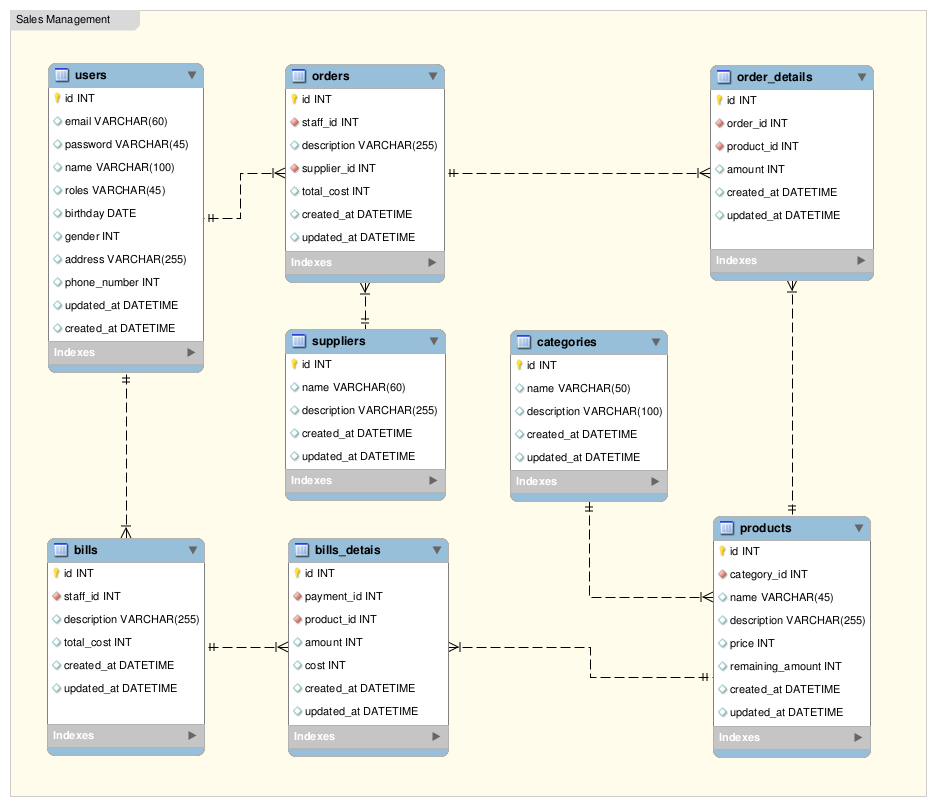 Sales Management
users
id INT
email VARCHAR(60)
password VARCHAR(45)
name VARCHAR(100)
roles VARCHAR(45)
birthday DATE
gender INT
address VARCHAR(255)
phone_number INT
updated_at DATETIME
created_at DATETIME
Indexes
orders
id INT
staff_id INT
description VARCHAR(255)
supplier_id INT
total_cost INT
created_at DATETIME
updated_at DATETIME
Indexes
order_details
id INT
order_id INT
product_id INT
amount INT
created_at DATETIME
updated_at DATETIME
Indexes
suppliers
id INT
name VARCHAR(60)
description VARCHAR(255)
created_at DATETIME
updated_at DATETIME
Indexes
categories
id INT
name VARCHAR(50)
description VARCHAR(100)
created_at DATETIME
updated_at DATETIME
Indexes
bills
id INT
staff_id INT
description VARCHAR(255)
total_cost INT
created_at DATETIME
updated_at DATETIME
Indexes
bills_detais
id INT
payment_id INT
product_id INT
amount INT
cost INT
created_at DATETIME
updated_at DATETIME
Indexes
products
id INT
category_id INT
name VARCHAR(45)
description VARCHAR(255)
price INT
remaining_amount INT
created_at DATETIME
updated_at DATETIME
Indexes